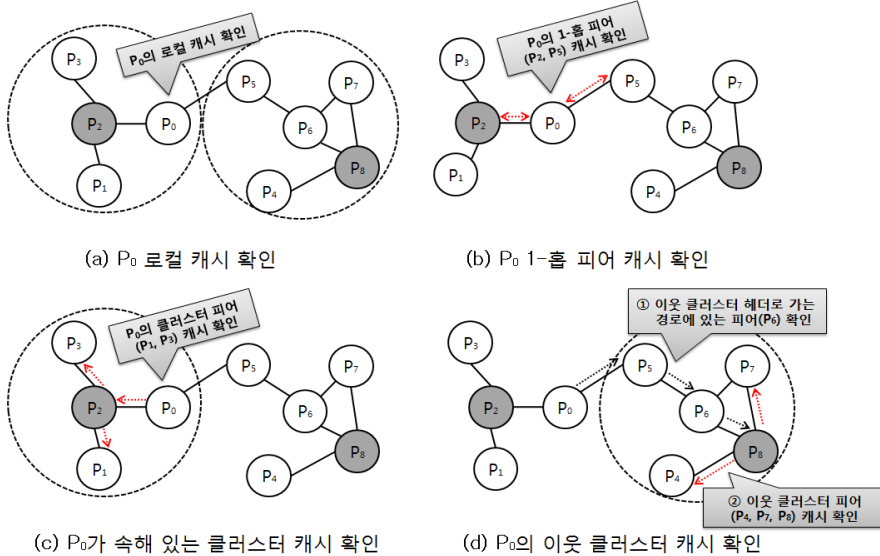 P₀의 로컬 캐시 확인
P₃
P₂
P₀
P₁
P₅
P₇
P₆
P₈
P₄
(a) P₀ 로컬 캐시 확인
P₀의 1-홉 피어
(P₂, P₅) 캐시 확인
P₃
P₂
P₀
P₁
P₅
P₇
P₆
P₈
P₄
(b) P₀ 1-홉 피어 캐시 확인
P₀의 클러스터 피어
(P₁, P₃) 캐시 확인
P₃
P₂
P₀
P₁
P₅
P₇
P₆
P₈
P₄
(c) P₀가 속해 있는 클러스터 캐시 확인
① 이웃 클러스터 헤더로 가는
경로에 있는 피어(P₆) 확인
P₃
P₂
P₀
P₁
P₅
P₇
P₆
P₈
P₄
② 이웃 클러스터 피어
(P₄, P₇, P₈) 캐시 확인
(d) P₀의 이웃 클러스터 캐시 확인